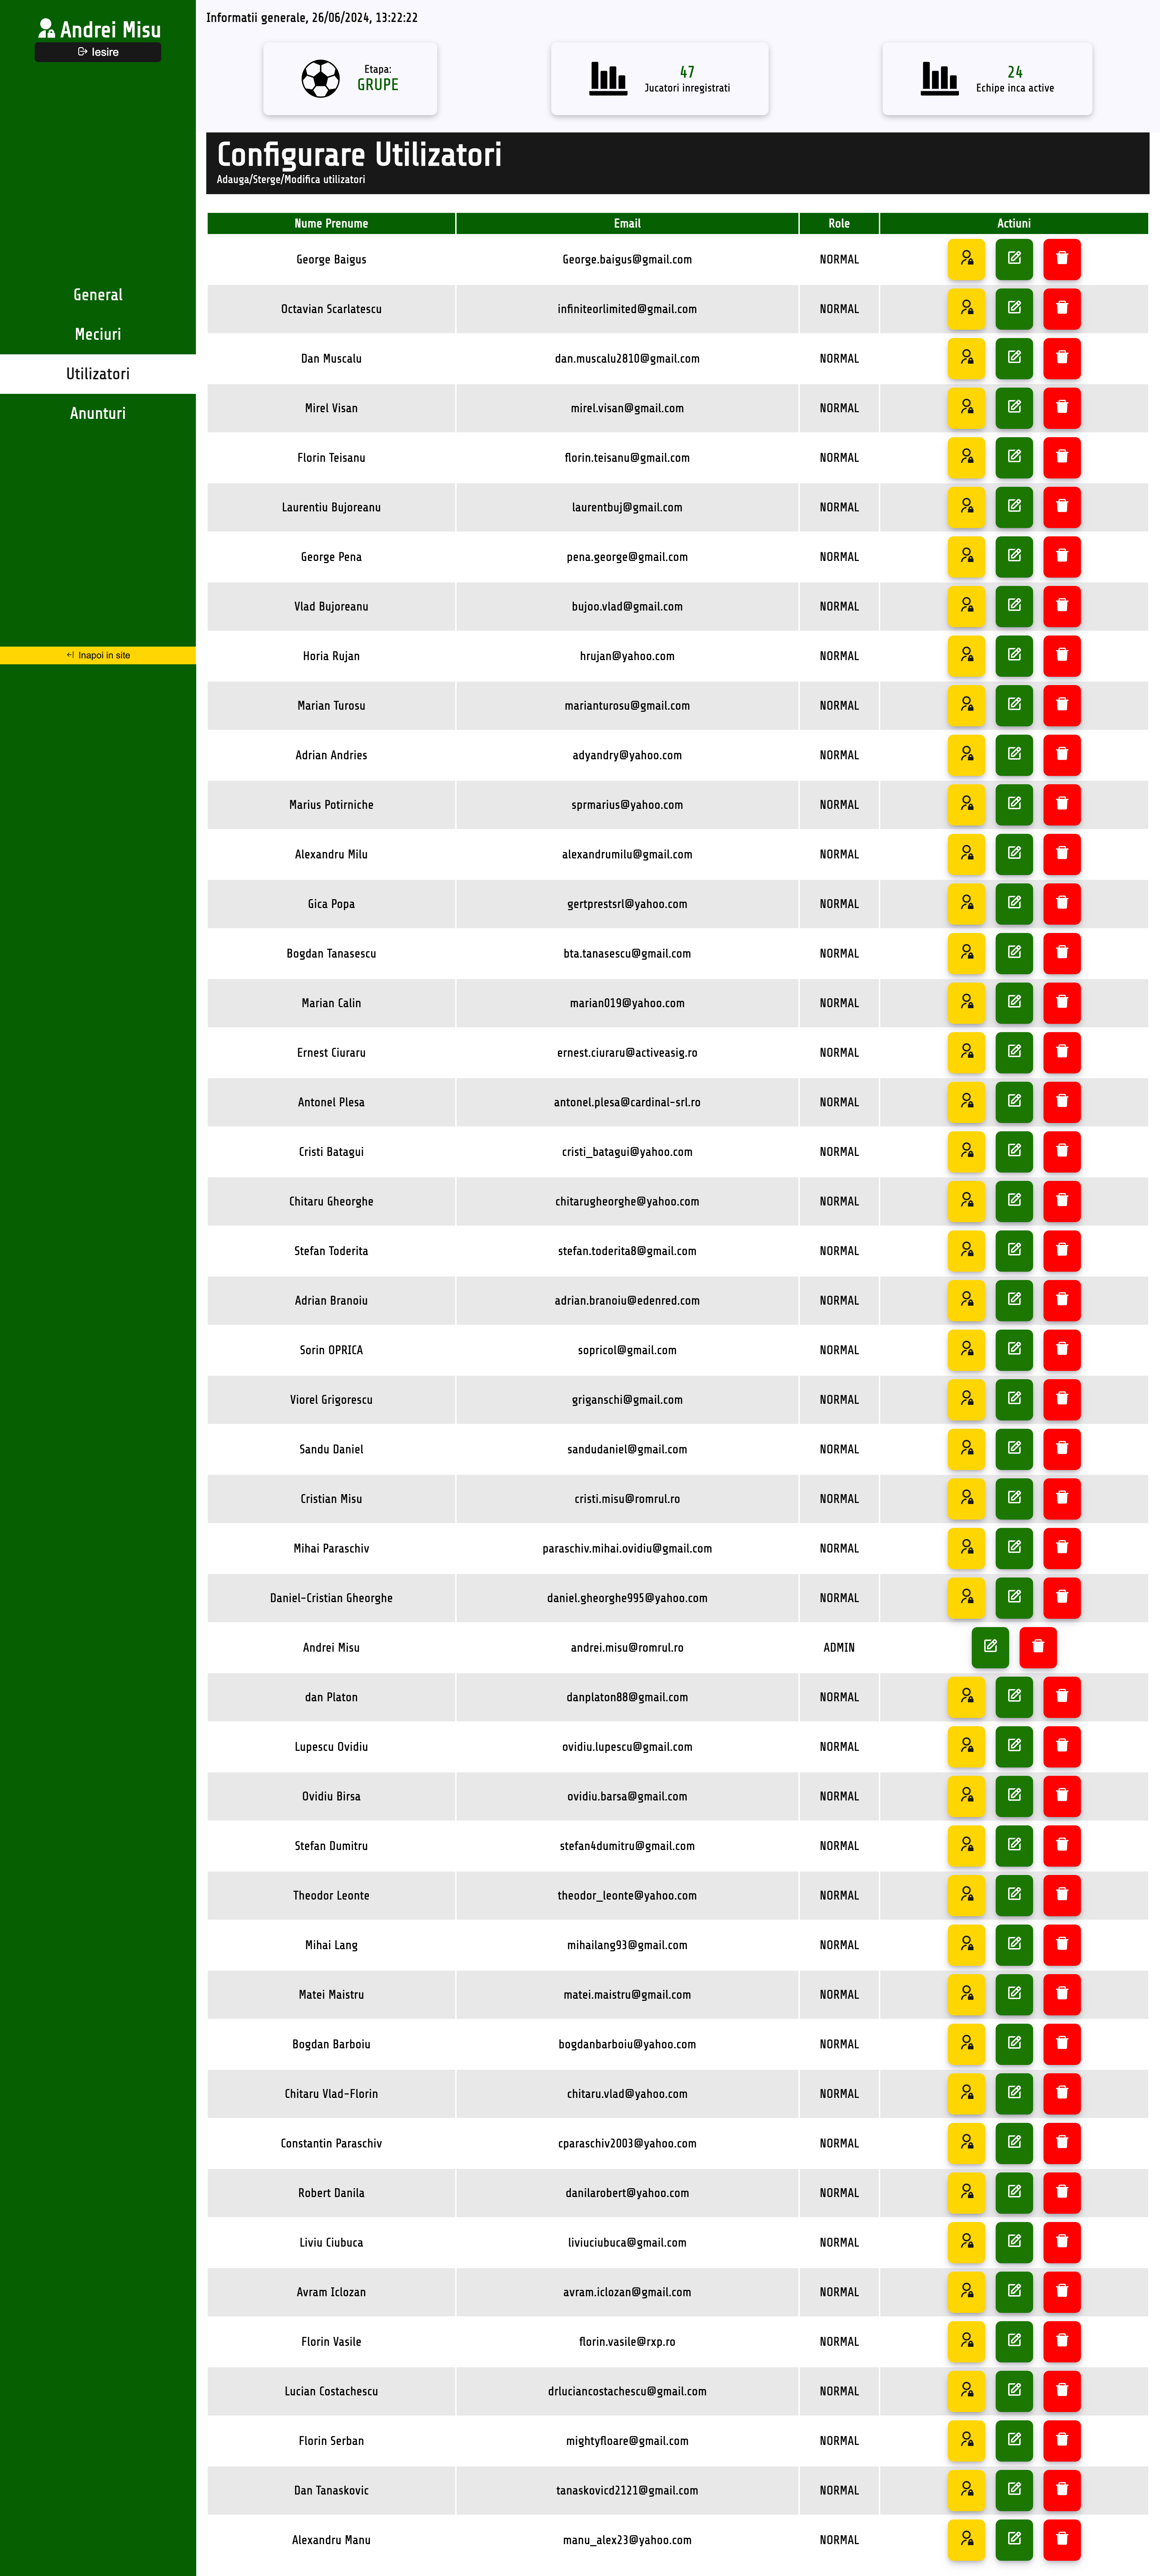 Andrei Misu
Iesire
General
Meciuri
Utilizatori
Anunturi
Inapoi in site
Informatii generale, 26/06/2024, 13:22:22
Etapa:
GRUPE
47
Jucatori inregistrati
24
Echipe inca active
Configurare Utilizatori
Adauga/Sterge/Modifica utilizatori
Nume Prenume Email Role Actiuni
George Baigus George.baigus@gmail.com NORMAL
Octavian Scarlatescu infiniteorlimited@gmail.com NORMAL
Dan Muscalu dan.muscalu2810@gmail.com NORMAL
Mirel Visan mirel.visan@gmail.com NORMAL
Florin Teisanu florin.teisanu@gmail.com NORMAL
Laurentiu Bujoreanu laurentbuj@gmail.com NORMAL
George Pena pena.george@gmail.com NORMAL
Vlad Bujoreanu bujoo.vlad@gmail.com NORMAL
Horia Rujan hrujan@yahoo.com NORMAL
Marian Turosu marianturosu@gmail.com NORMAL
Adrian Andries adyandry@yahoo.com NORMAL
Marius Potirniche sprmarius@yahoo.com NORMAL
Alexandru Milu alexandrumilu@gmail.com NORMAL
Gica Popa gertprestsrl@yahoo.com NORMAL
Bogdan Tanasescu bta.tanasescu@gmail.com NORMAL
Marian Calin marian019@yahoo.com NORMAL
Ernest Ciuraru ernest.ciuraru@activeasig.ro NORMAL
Antonel Plesa antonel.plesa@cardinal-srl.ro NORMAL
Cristi Batagui cristi_batagui@yahoo.com NORMAL
Chitaru Gheorghe chitarugheorghe@yahoo.com NORMAL
Stefan Toderita stefan.toderita8@gmail.com NORMAL
Adrian Branoiu adrian.branoiu@edenred.com NORMAL
Sorin OPRICA sopricol@gmail.com NORMAL
Viorel Grigorescu griganschi@gmail.com NORMAL
Sandu Daniel sandudaniel@gmail.com NORMAL
Cristian Misu cristi.misu@romrul.ro NORMAL
Mihai Paraschiv paraschiv.mihai.ovidiu@gmail.com NORMAL
Daniel-Cristian Gheorghe daniel.gheorghe995@yahoo.com NORMAL
Andrei Misu andrei.misu@romrul.ro ADMIN
dan Platon danplaton88@gmail.com NORMAL
Lupescu Ovidiu ovidiu.lupescu@gmail.com NORMAL
Ovidiu Birsa ovidiu.barsa@gmail.com NORMAL
Stefan Dumitru stefan4dumitru@gmail.com NORMAL
Theodor Leonte theodor_leonte@yahoo.com NORMAL
Mihai Lang mihailang93@gmail.com NORMAL
Matei Maistru matei.maistru@gmail.com NORMAL
Bogdan Barboiu bogdanbarboiu@yahoo.com NORMAL
Chitaru Vlad-Florin chitaru.vlad@yahoo.com NORMAL
Constantin Paraschiv cparaschiv2003@yahoo.com NORMAL
Robert Danila danilarobert@yahoo.com NORMAL
Liviu Ciubuca liviuciubuca@gmail.com NORMAL
Avram Iclozan avram.iclozan@gmail.com NORMAL
Florin Vasile florin.vasile@rxp.ro NORMAL
Lucian Costachescu drluciancostachescu@gmail.com NORMAL
Florin Serban mightyfloare@gmail.com NORMAL
Dan Tanaskovic tanaskovicd2121@gmail.com NORMAL
Alexandru Manu manu_alex23@yahoo.com NORMAL